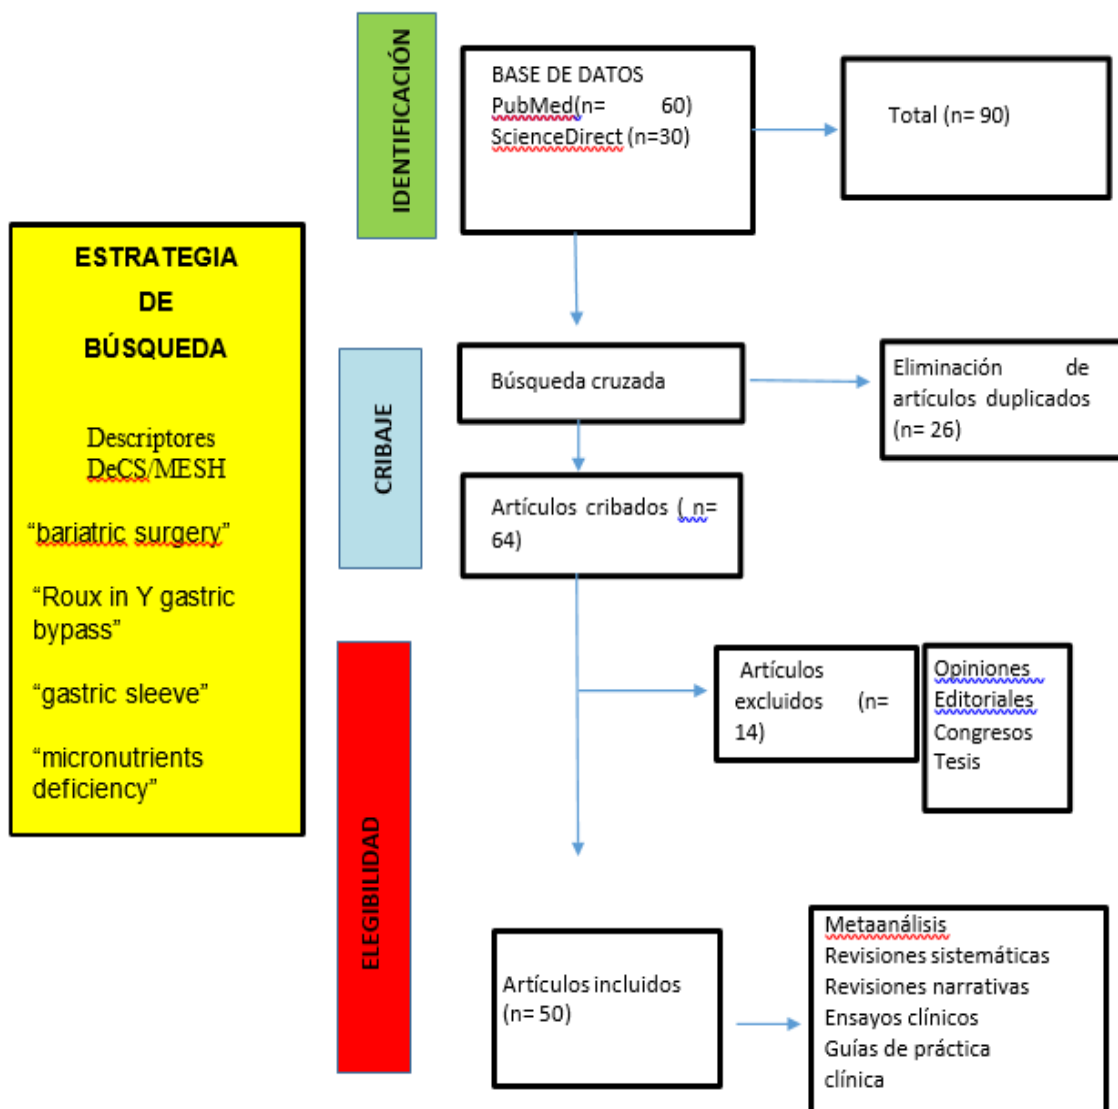 ESTRATEGIA
DE
BÚSQUEDA
Descriptores
DeCS/MESH
“bariatric surgery”
“Roux in Y gastric
bypass”
“gastric sleeve”
“micronutrients
deficiency”
IDENTIFICACIÓN
BASE DE DATOS
PubMed(n= 60)
ScienceDirect (n=30)
Total (n= 90)
CRIBAJE
Búsqueda cruzada
Eliminación de
artículos duplicados
(n= 26)
Artículos cribados ( n=
64)
ELEGIBILIDAD
Artículos
excluidos (n=
14)
Opiniones
Editoriales
Congresos
Tesis
Artículos incluidos
(n= 50)
Metaanálisis
Revisiones sistemáticas
Revisiones narrativas
Ensayos clínicos
Guías de práctica
clínica